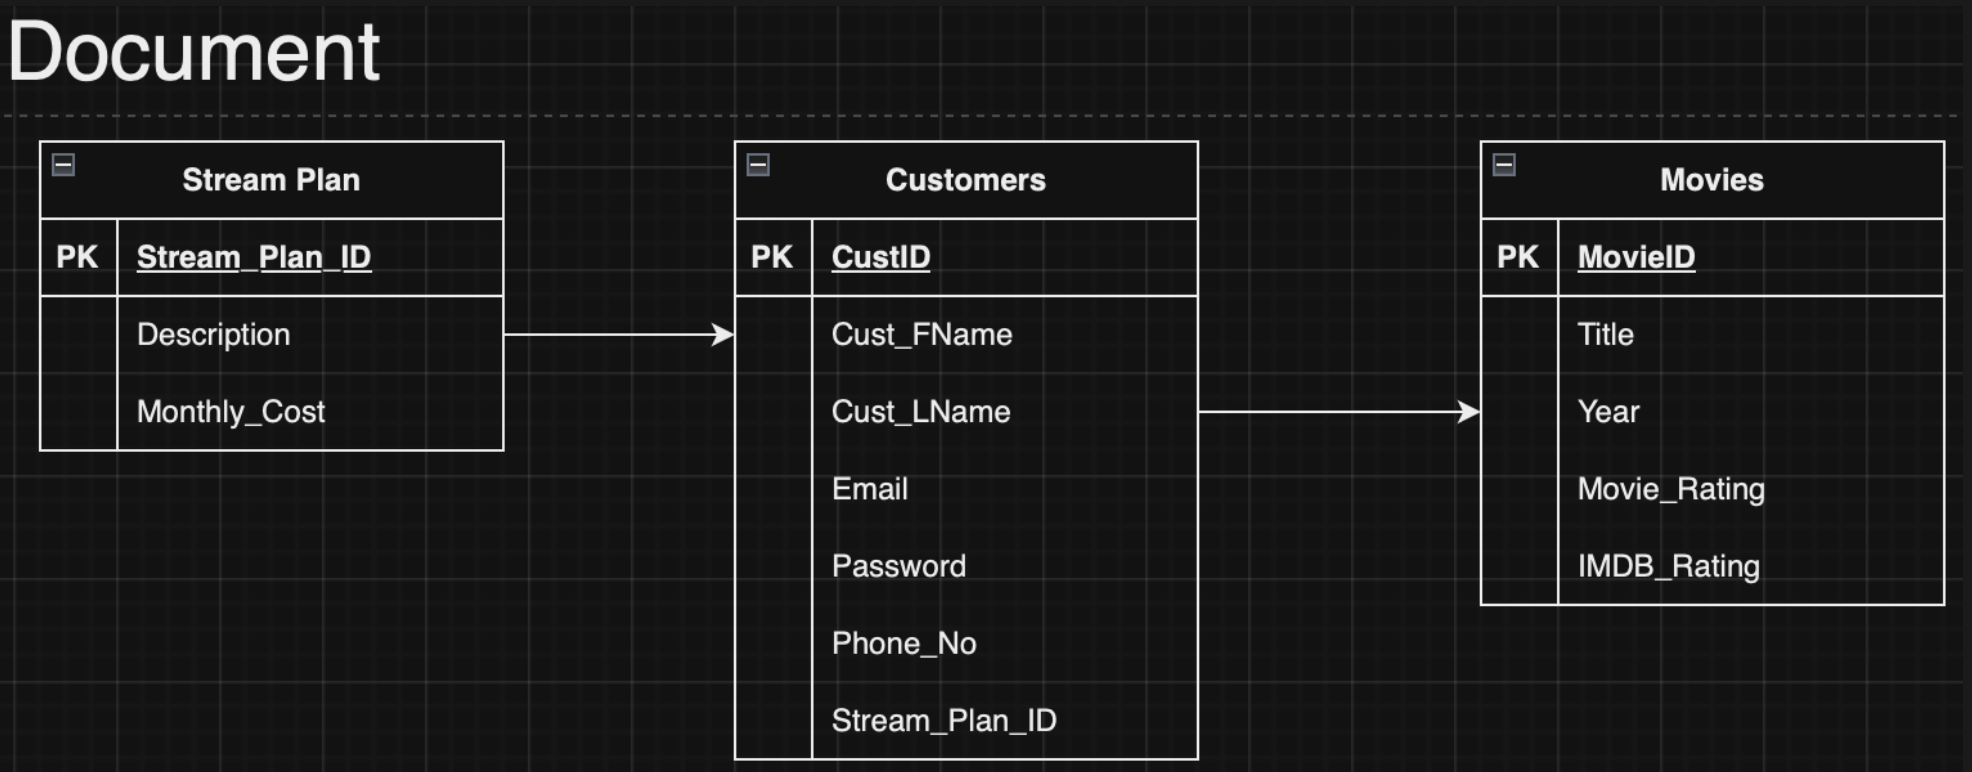 Document
Stream Plan
PK Stream_Plan_ID
Description
Monthly_Cost
Customers
PK CustID
Cust_FName
Cust_LName
Email
Password
Phone_No
Stream_Plan_ID
Movies
PK MovieID
Title
Year
Movie_Rating
IMDB_Rating